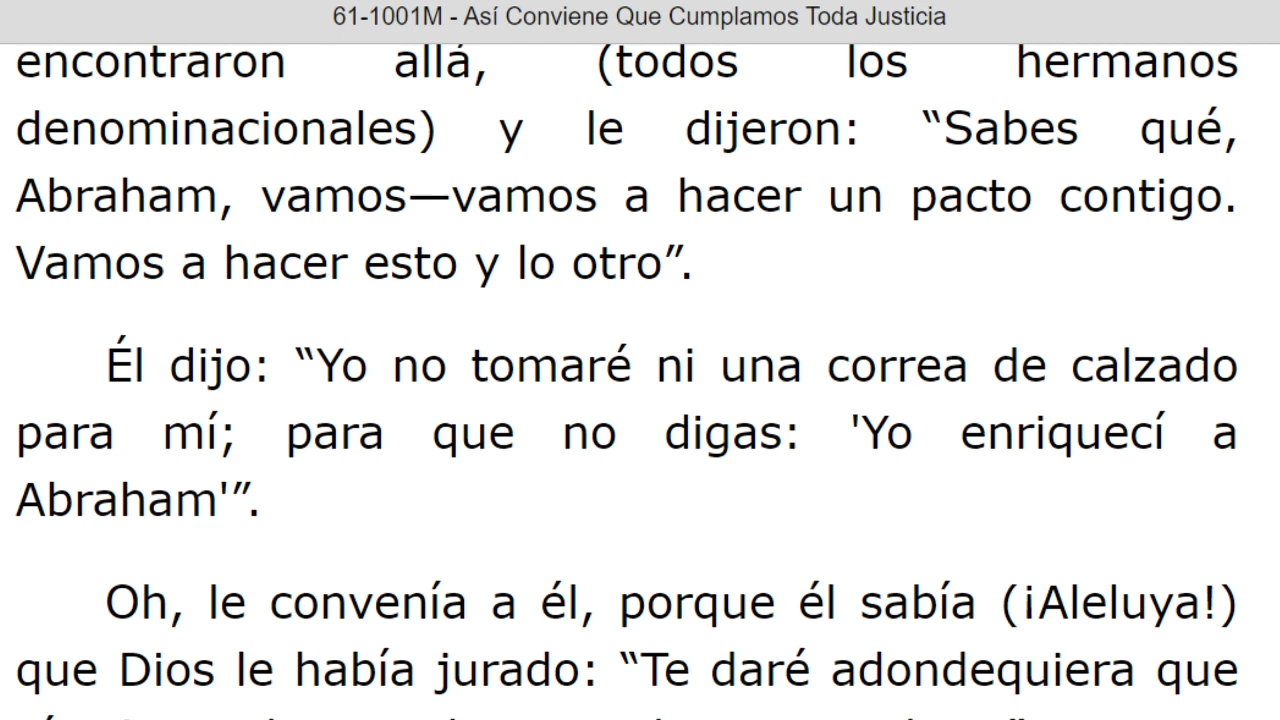 61-1001M - Así Conviene Que Cumplamos Toda Justicia
encontraron allá, (todos los hermanos
denominacionales) y le dijeron: “Sabes qué,
Abraham, vamos—vamos a hacer un pacto contigo.
Vamos a hacer esto y lo otro”.
Él dijo: “Yo no tomaré ni una correa de calzado
para mí; para que no digas: 'Yo enriquecí a
Abraham'”.
Oh, le convenía a él, porque él sabía (¡Aleluya!)
que Dios le había jurado: “Te daré adondequiera que